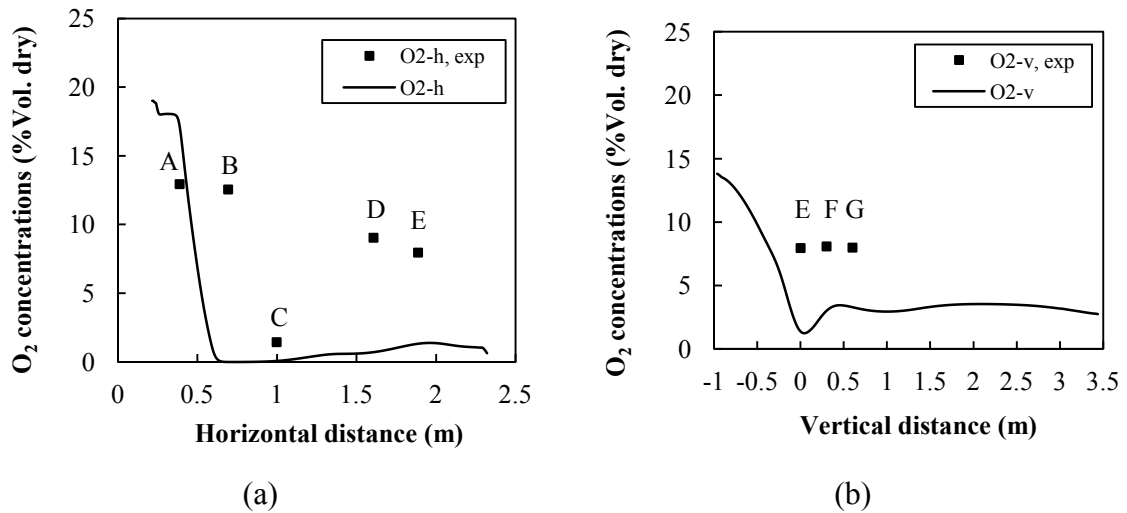 O2 concentrations (%Vol. dry)
25
20
15
10
5
0
0 0.5 1 1.5 2 2.5
Horizontal distance (m)
O2-h, exp
O2-h
A
B
C
D
E
(a)
O2 concentrations (%Vol. dry)
25
20
15
10
5
0
-1 -0.5 0 0.5 1 1.5 2 2.5 3 3.5
Vertical distance (m)
O2-v, exp
O2-v
E F G
(b)